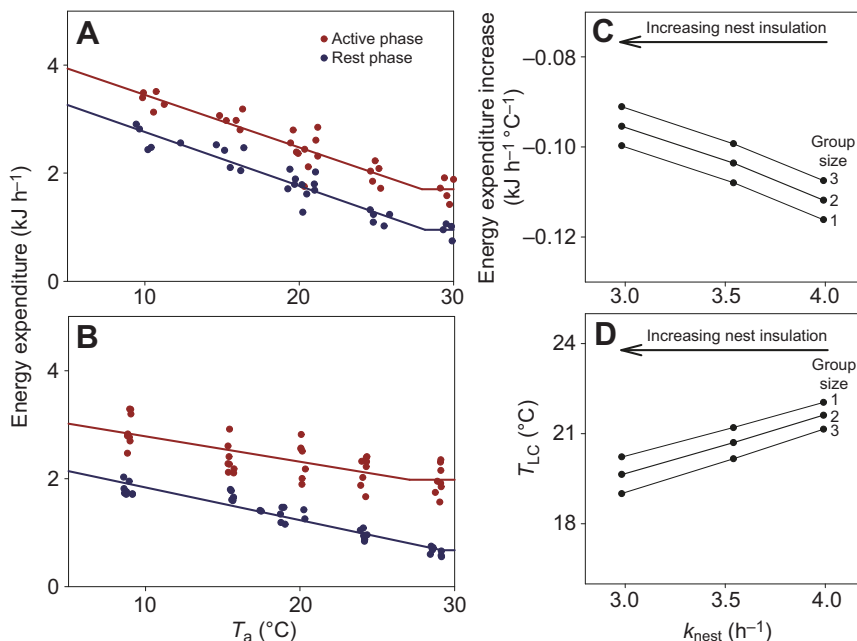 A
Active phase
Rest phase
4
2
0
10
20
30
B
4
2
0
10
20
30
Energy expenditure (kJ h⁻¹)
Tₐ (°C)
C
Increasing nest insulation
−0.08
−0.10
−0.12
Energy expenditure increase
(kJ h⁻¹ °C⁻¹)
Group
size
3
2
1
3.0
3.5
4.0
D
Increasing nest insulation
24
21
18
T_LC (°C)
Group
size
1
2
3
3.0
3.5
4.0
k_nest (h⁻¹)